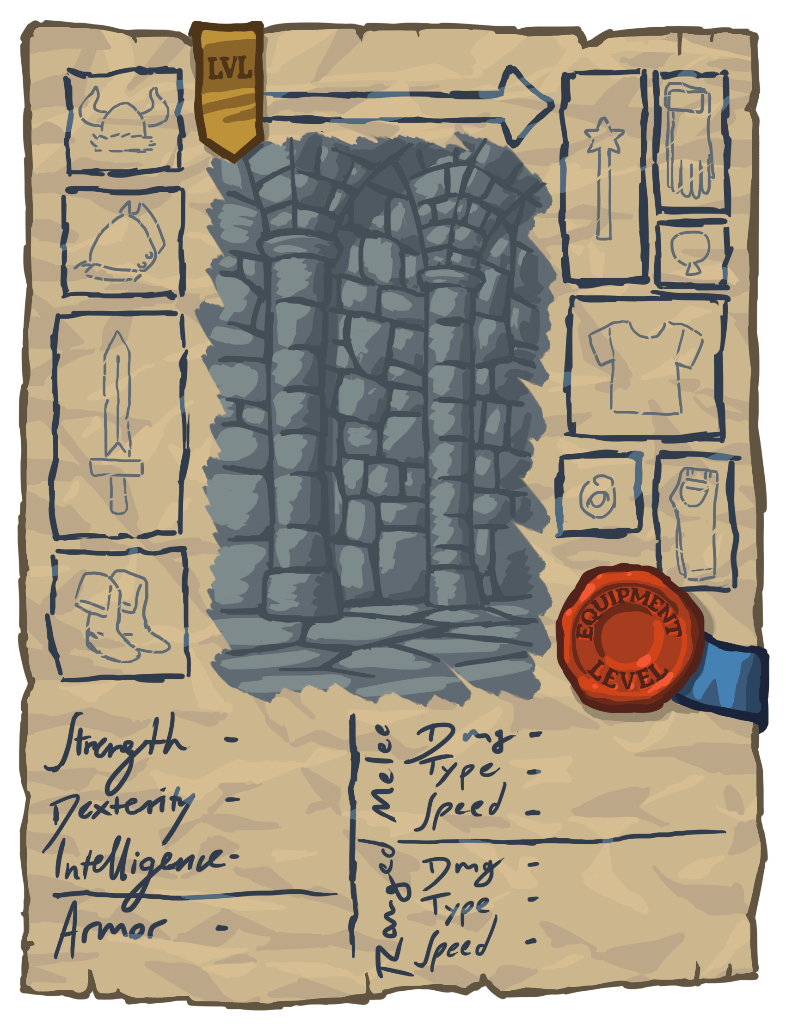 LVL
EQUIPMENT
LEVEL
Strength -
Dexterity -
Intelligence -
Armor -
Melee
Dmg -
Type -
Speed -
Ranged
Dmg -
Type -
Speed -